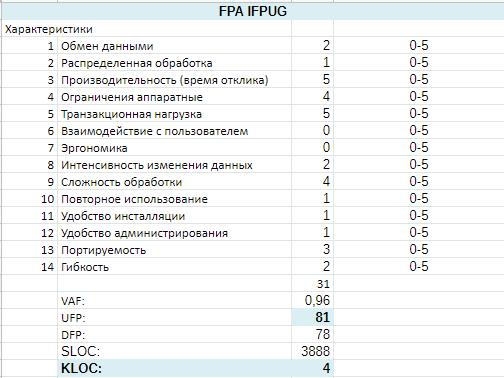 FPA IFPUG
Характеристики
1 Обмен данными 2 0-5
2 Распределенная обработка 1 0-5
3 Производительность (время отклика) 5 0-5
4 Ограничения аппаратные 4 0-5
5 Транзакционная нагрузка 5 0-5
6 Взаимодействие с пользователем 0 0-5
7 Эргономика 0 0-5
8 Интенсивность изменения данных 2 0-5
9 Сложность обработки 4 0-5
10 Повторное использование 1 0-5
11 Удобство инсталляции 1 0-5
12 Удобство администрирования 1 0-5
13 Портируемость 3 0-5
14 Гибкость 2 0-5
31
VAF: 0,96
UFP: 81
DFP: 78
SLOC: 3888
KLOC: 4